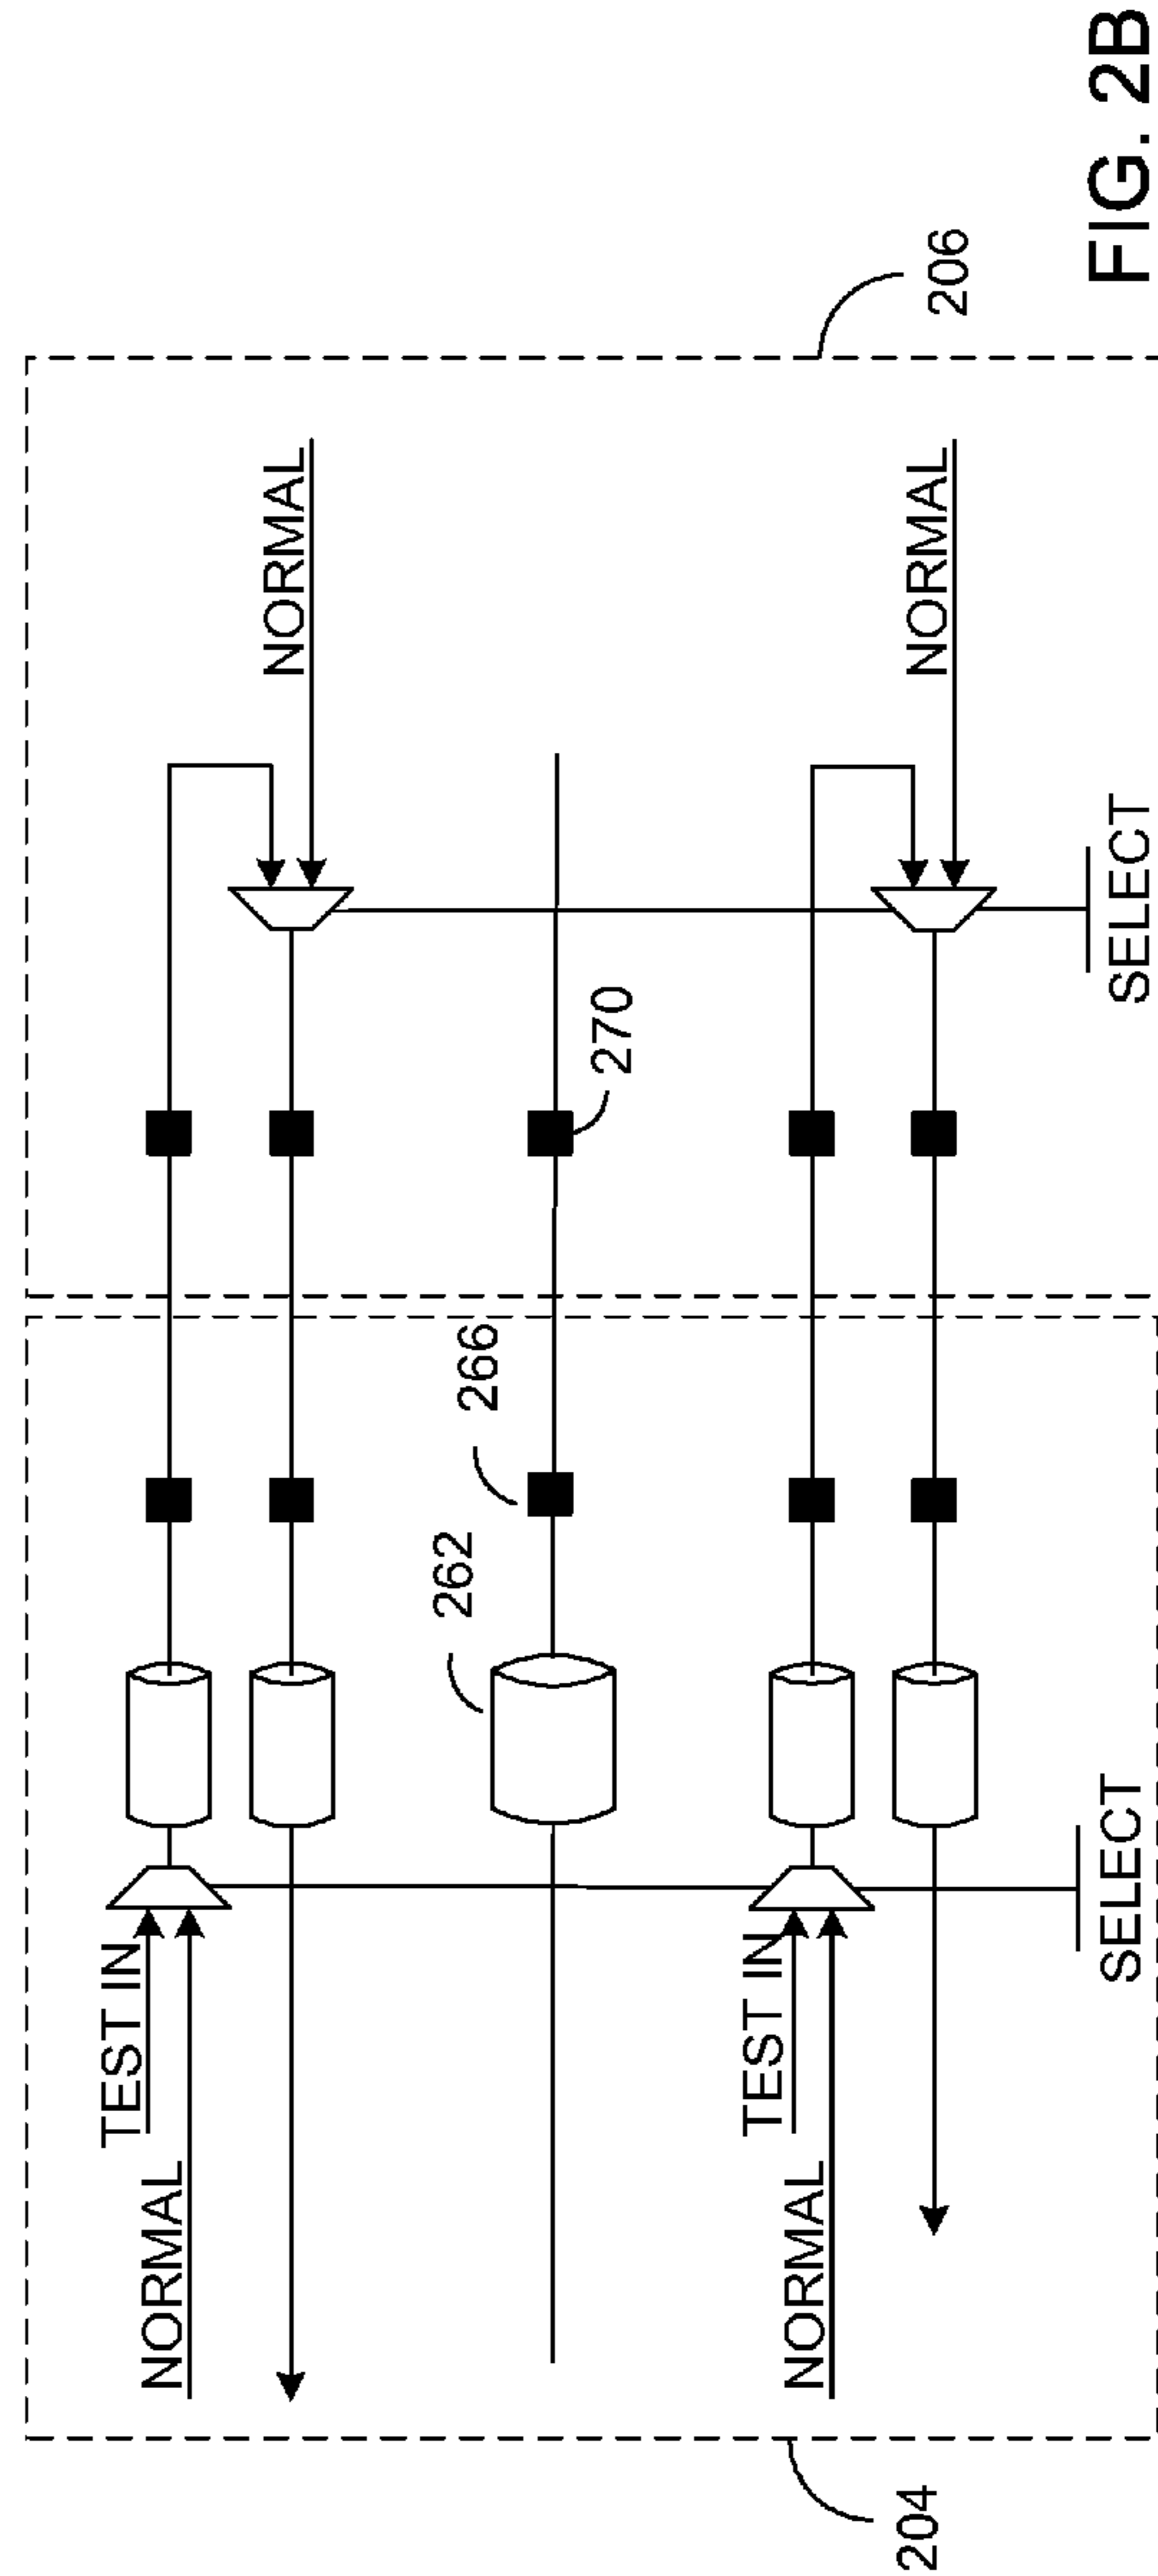 TEST IN
NORMAL
NORMAL
262
266
270
TEST IN
NORMAL
NORMAL
SELECT
SELECT
204
206
FIG. 2B